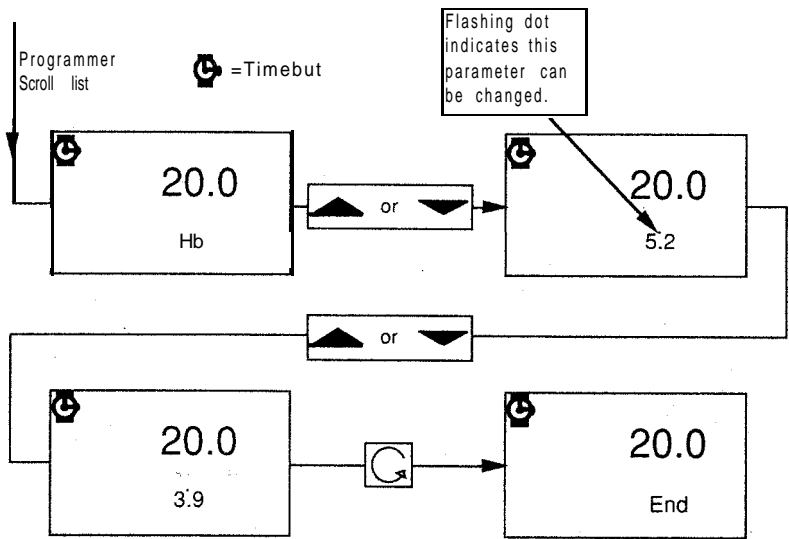 Programmer
Scroll list
=Timebut
Flashing dot
indicates this
parameter can
be changed.
20.0
Hb
or
20.0
5.2
or
20.0
3.9
20.0
End